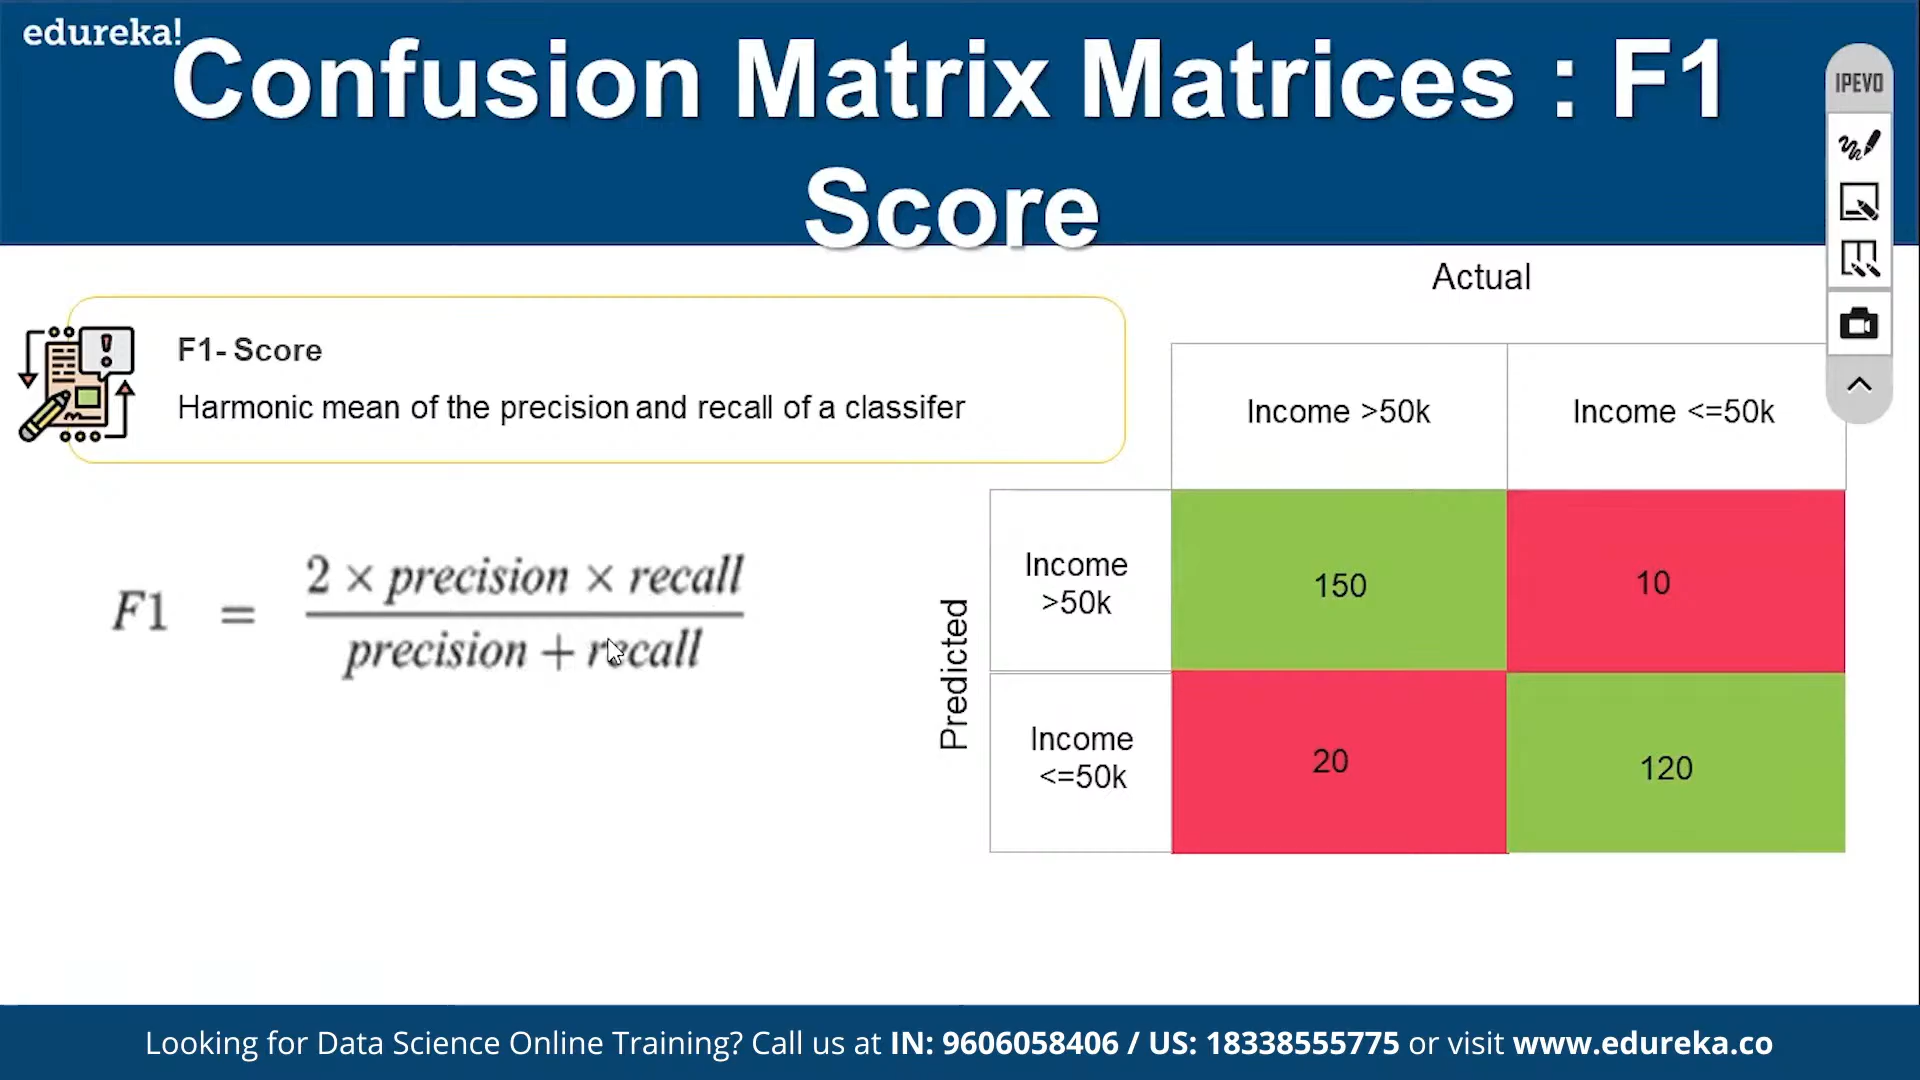 edureka!
Confusion Matrix Matrices : F1
Score
IPEVO
Actual
F1- Score
Harmonic mean of the precision and recall of a classifer
Income >50k
Income <=50k
F1 = 2 × precision × recall
precision + recall
Predicted
Income
>50k
150
10
Income
<=50k
20
120
Looking for Data Science Online Training? Call us at IN: 9606058406 / US: 18338555775 or visit www.edureka.co